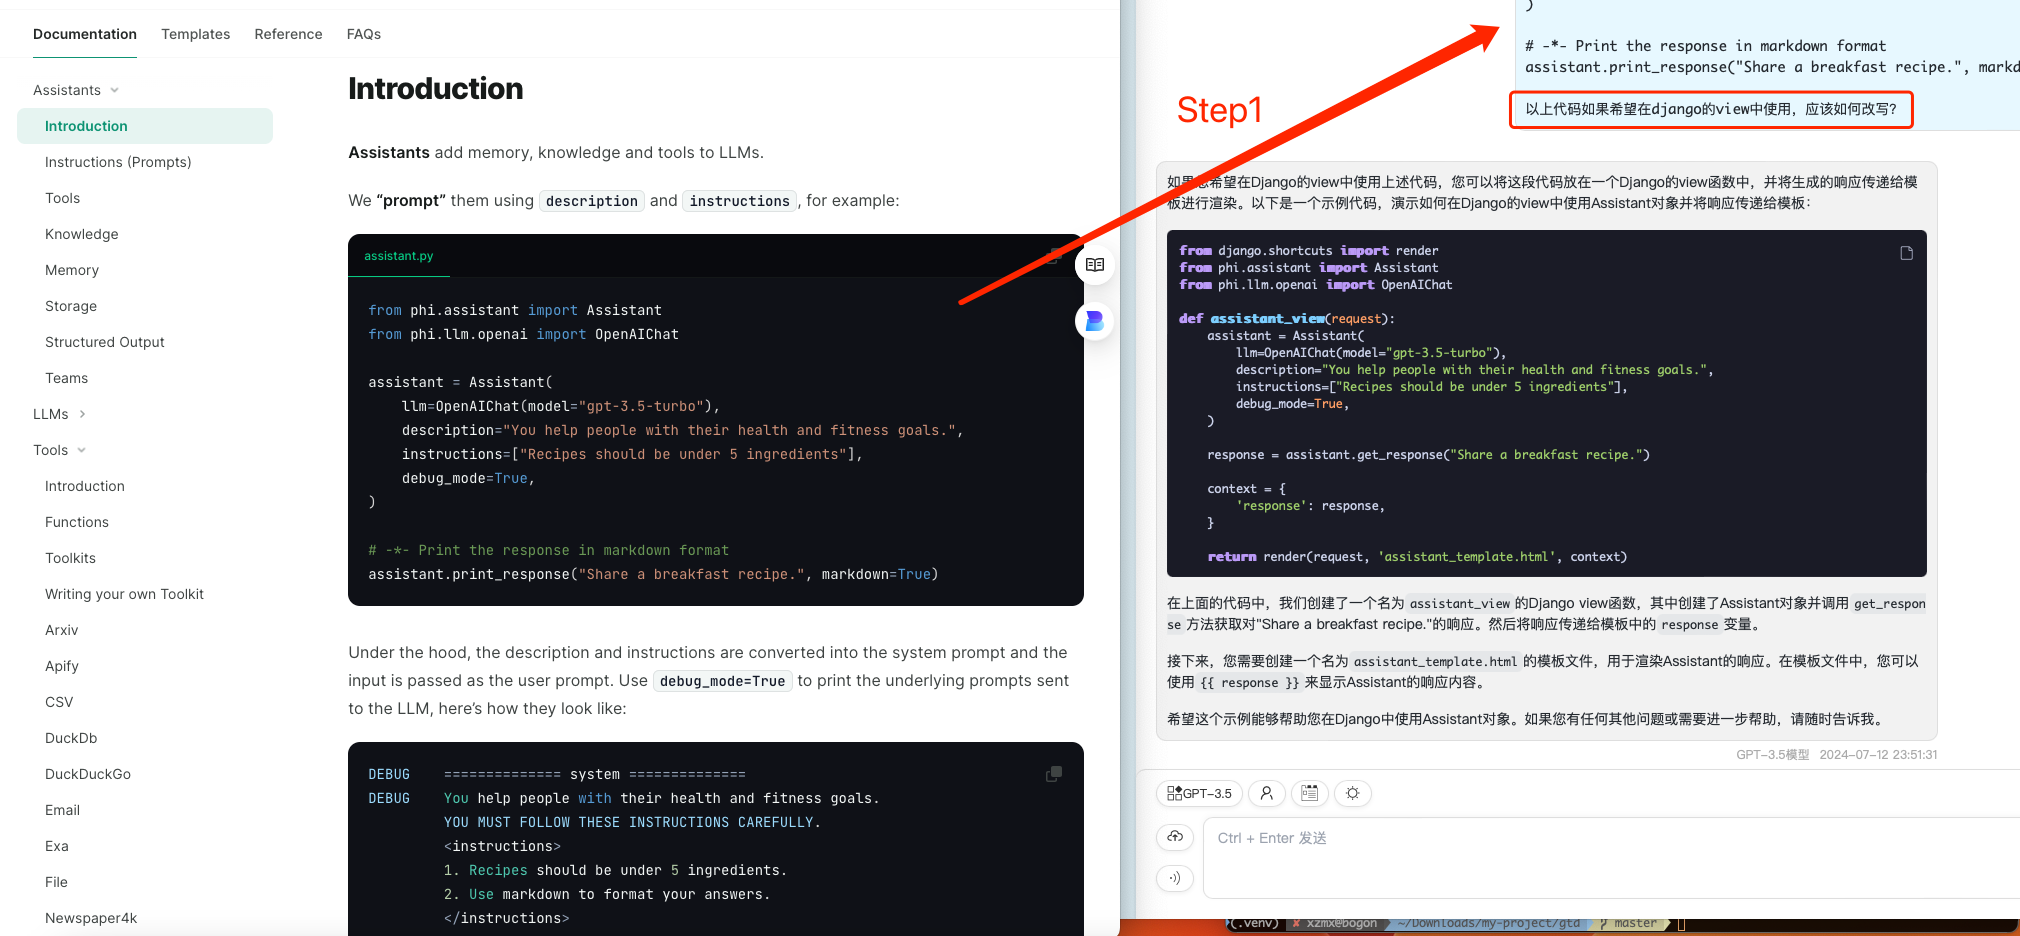 Documentation Templates Reference FAQs
Assistants
Introduction
Instructions (Prompts)
Tools
Knowledge
Memory
Storage
Structured Output
Teams
LLMs
Tools
Introduction
Functions
Toolkits
Writing your own Toolkit
Arxiv
Apify
CSV
DuckDb
DuckDuckGo
Email
Exa
File
Newspaper4k
Introduction
Assistants add memory, knowledge and tools to LLMs.
We “prompt” them using description and instructions, for example:
assistant.py
from phi.assistant import Assistant
from phi.llm.openai import OpenAIChat
assistant = Assistant(
    llm=OpenAIChat(model="gpt-3.5-turbo"),
    description="You help people with their health and fitness goals.",
    instructions=["Recipes should be under 5 ingredients"],
    debug_mode=True,
)
# -*- Print the response in markdown format
assistant.print_response("Share a breakfast recipe.", markdown=True)
Under the hood, the description and instructions are converted into the system prompt and the
input is passed as the user prompt. Use debug_mode=True to print the underlying prompts sent
to the LLM, here’s how they look like:
DEBUG ============== system ==============
DEBUG You help people with their health and fitness goals.
YOU MUST FOLLOW THESE INSTRUCTIONS CAREFULLY.
<instructions>
1. Recipes should be under 5 ingredients.
2. Use markdown to format your answers.
</instructions>
Step1
)
# -*- Print the response in markdown format
assistant.print_response("Share a breakfast recipe.", markd
以上代码如果希望在django的view中使用，应该如何改写？
如果您希望在Django的view中使用上述代码，您可以将这段代码放在一个Django的view函数中，并将生成的响应传递给模
板进行渲染。以下是一个示例代码，演示如何在Django的view中使用Assistant对象并将响应传递给模板：
from django.shortcuts import render
from phi.assistant import Assistant
from phi.llm.openai import OpenAIChat
def assistant_view(request):
    assistant = Assistant(
        llm=OpenAIChat(model="gpt-3.5-turbo"),
        description="You help people with their health and fitness goals.",
        instructions=["Recipes should be under 5 ingredients"],
        debug_mode=True,
    )
    response = assistant.get_response("Share a breakfast recipe.")
    context = {
        'response': response,
    }
    return render(request, 'assistant_template.html', context)
在上面的代码中，我们创建了一个名为 assistant_view 的Django view函数，其中创建了Assistant对象并调用 get_respon
se 方法获取对"Share a breakfast recipe."的响应。然后将响应传递给模板中的 response 变量。
接下来，您需要创建一个名为 assistant_template.html 的模板文件，用于渲染Assistant的响应。在模板文件中，您可以
使用 {{ response }} 来显示Assistant的响应内容。
希望这个示例能够帮助您在Django中使用Assistant对象。如果您有任何其他问题或需要进一步帮助，请随时告诉我。
GPT-3.5模型 2024-07-12 23:51:31
GPT-3.5
Ctrl + Enter 发送
(.venv) ✘ xzmx@bogon ~/Downloads/my-project/gtd master